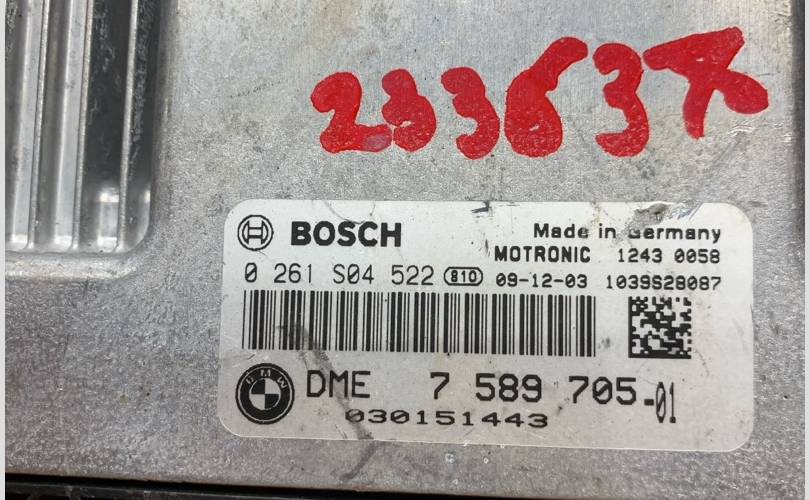 233637
BOSCH Made in Germany
MOTRONIC 1243 0058
0 261 S04 522 810 09-12-03 1039S28087
BMW DME 7 589 705-01
030151443